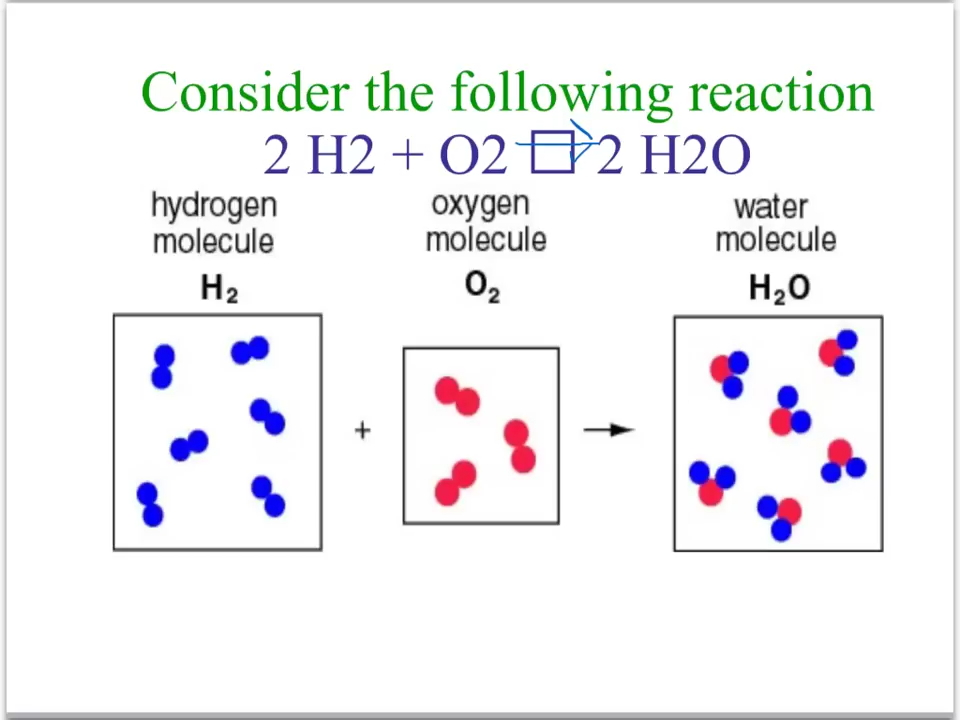 Consider the following reaction
2 H2 + O2 → 2 H2O
hydrogen molecule
H₂
oxygen molecule
O₂
water molecule
H₂O
+